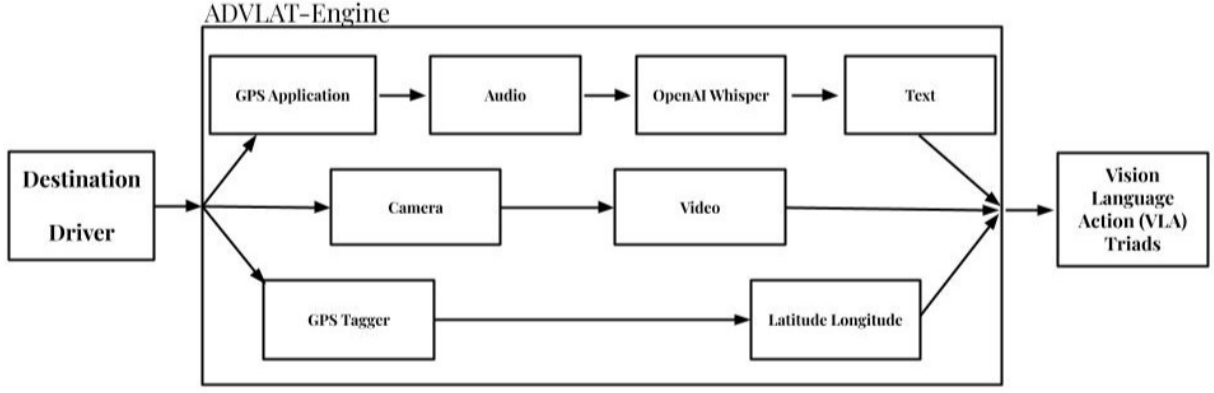 ADVLAT-Engine
GPS Application
Audio
OpenAI Whisper
Text
Destination
Driver
Camera
Video
Vision
Language
Action (VLA)
Triads
GPS Tagger
Latitude Longitude